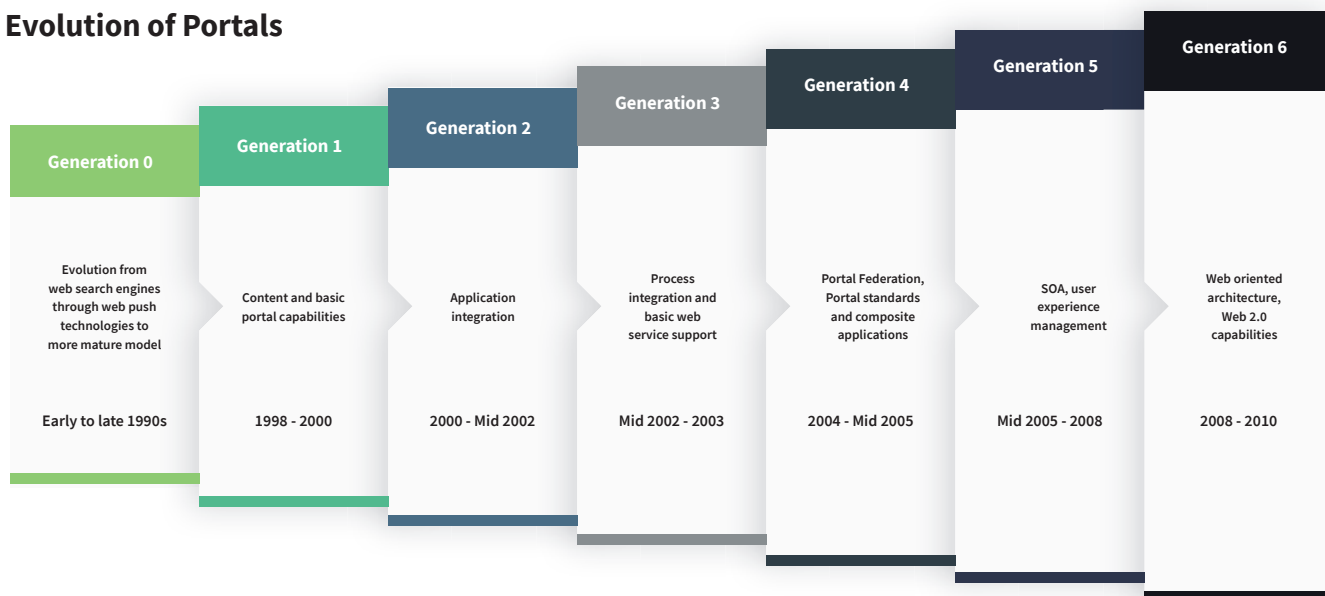 Evolution of Portals
Generation 0
Evolution from
web search engines
through web push
technologies to
more mature model
Early to late 1990s
Generation 1
Content and basic
portal capabilities
1998 - 2000
Generation 2
Application
integration
2000 - Mid 2002
Generation 3
Process
integration and
basic web
service support
Mid 2002 - 2003
Generation 4
Portal Federation,
Portal standards
and composite
applications
2004 - Mid 2005
Generation 5
SOA, user
experience
management
Mid 2005 - 2008
Generation 6
Web oriented
architecture,
Web 2.0
capabilities
2008 - 2010